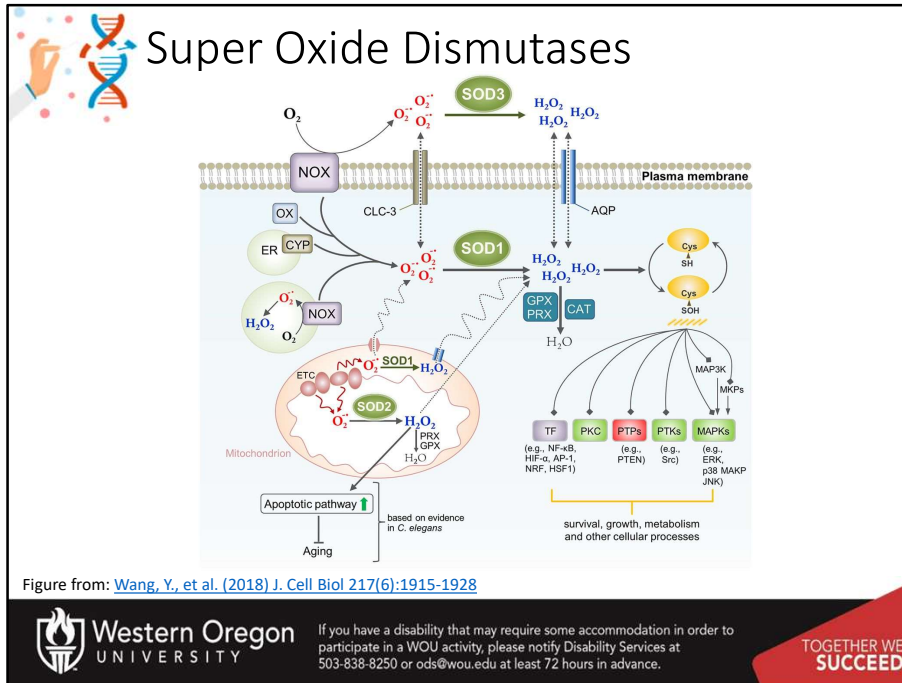 Super Oxide Dismutases
O₂
O₂·⁻ O₂·⁻ O₂·⁻
SOD3
H₂O₂ H₂O₂ H₂O₂
NOX
Plasma membrane
CLC-3
AQP
OX
ER CYP
O₂·⁻ O₂·⁻ O₂·⁻
SOD1
H₂O₂ H₂O₂ H₂O₂
Cys
SH
Cys
SOH
GPX
PRX
CAT
H₂O
O₂·⁻
H₂O₂
O₂
NOX
ETC
O₂·⁻
SOD1
H₂O₂
O₂·⁻
SOD2
H₂O₂
PRX
GPX
H₂O
Mitochondrion
MAP3K
MKPs
TF
(e.g., NF-κB,
HIF-α, AP-1,
NRF, HSF1)
PKC
PTPs
(e.g.,
PTEN)
PTKs
(e.g.,
Src)
MAPKs
(e.g.,
ERK,
p38 MAKP
JNK)
survival, growth, metabolism
and other cellular processes
Apoptotic pathway
Aging
based on evidence
in C. elegans
Figure from: Wang, Y., et al. (2018) J. Cell Biol 217(6):1915-1928
Western Oregon
UNIVERSITY
If you have a disability that may require some accommodation in order to
participate in a WOU activity, please notify Disability Services at
503-838-8250 or ods@wou.edu at least 72 hours in advance.
TOGETHER WE
SUCCEED